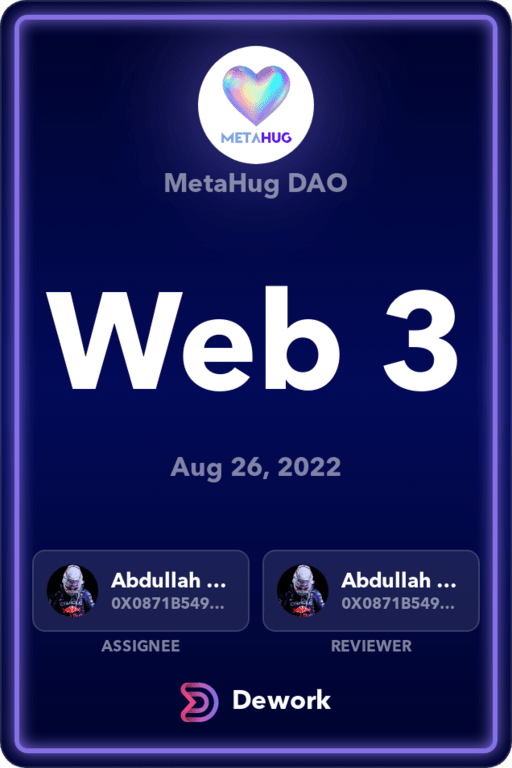 METAHUG
MetaHug DAO
Web 3
Aug 26, 2022
Abdullah ...
0X0871B549...
ASSIGNEE
Abdullah ...
0X0871B549...
REVIEWER
Dework